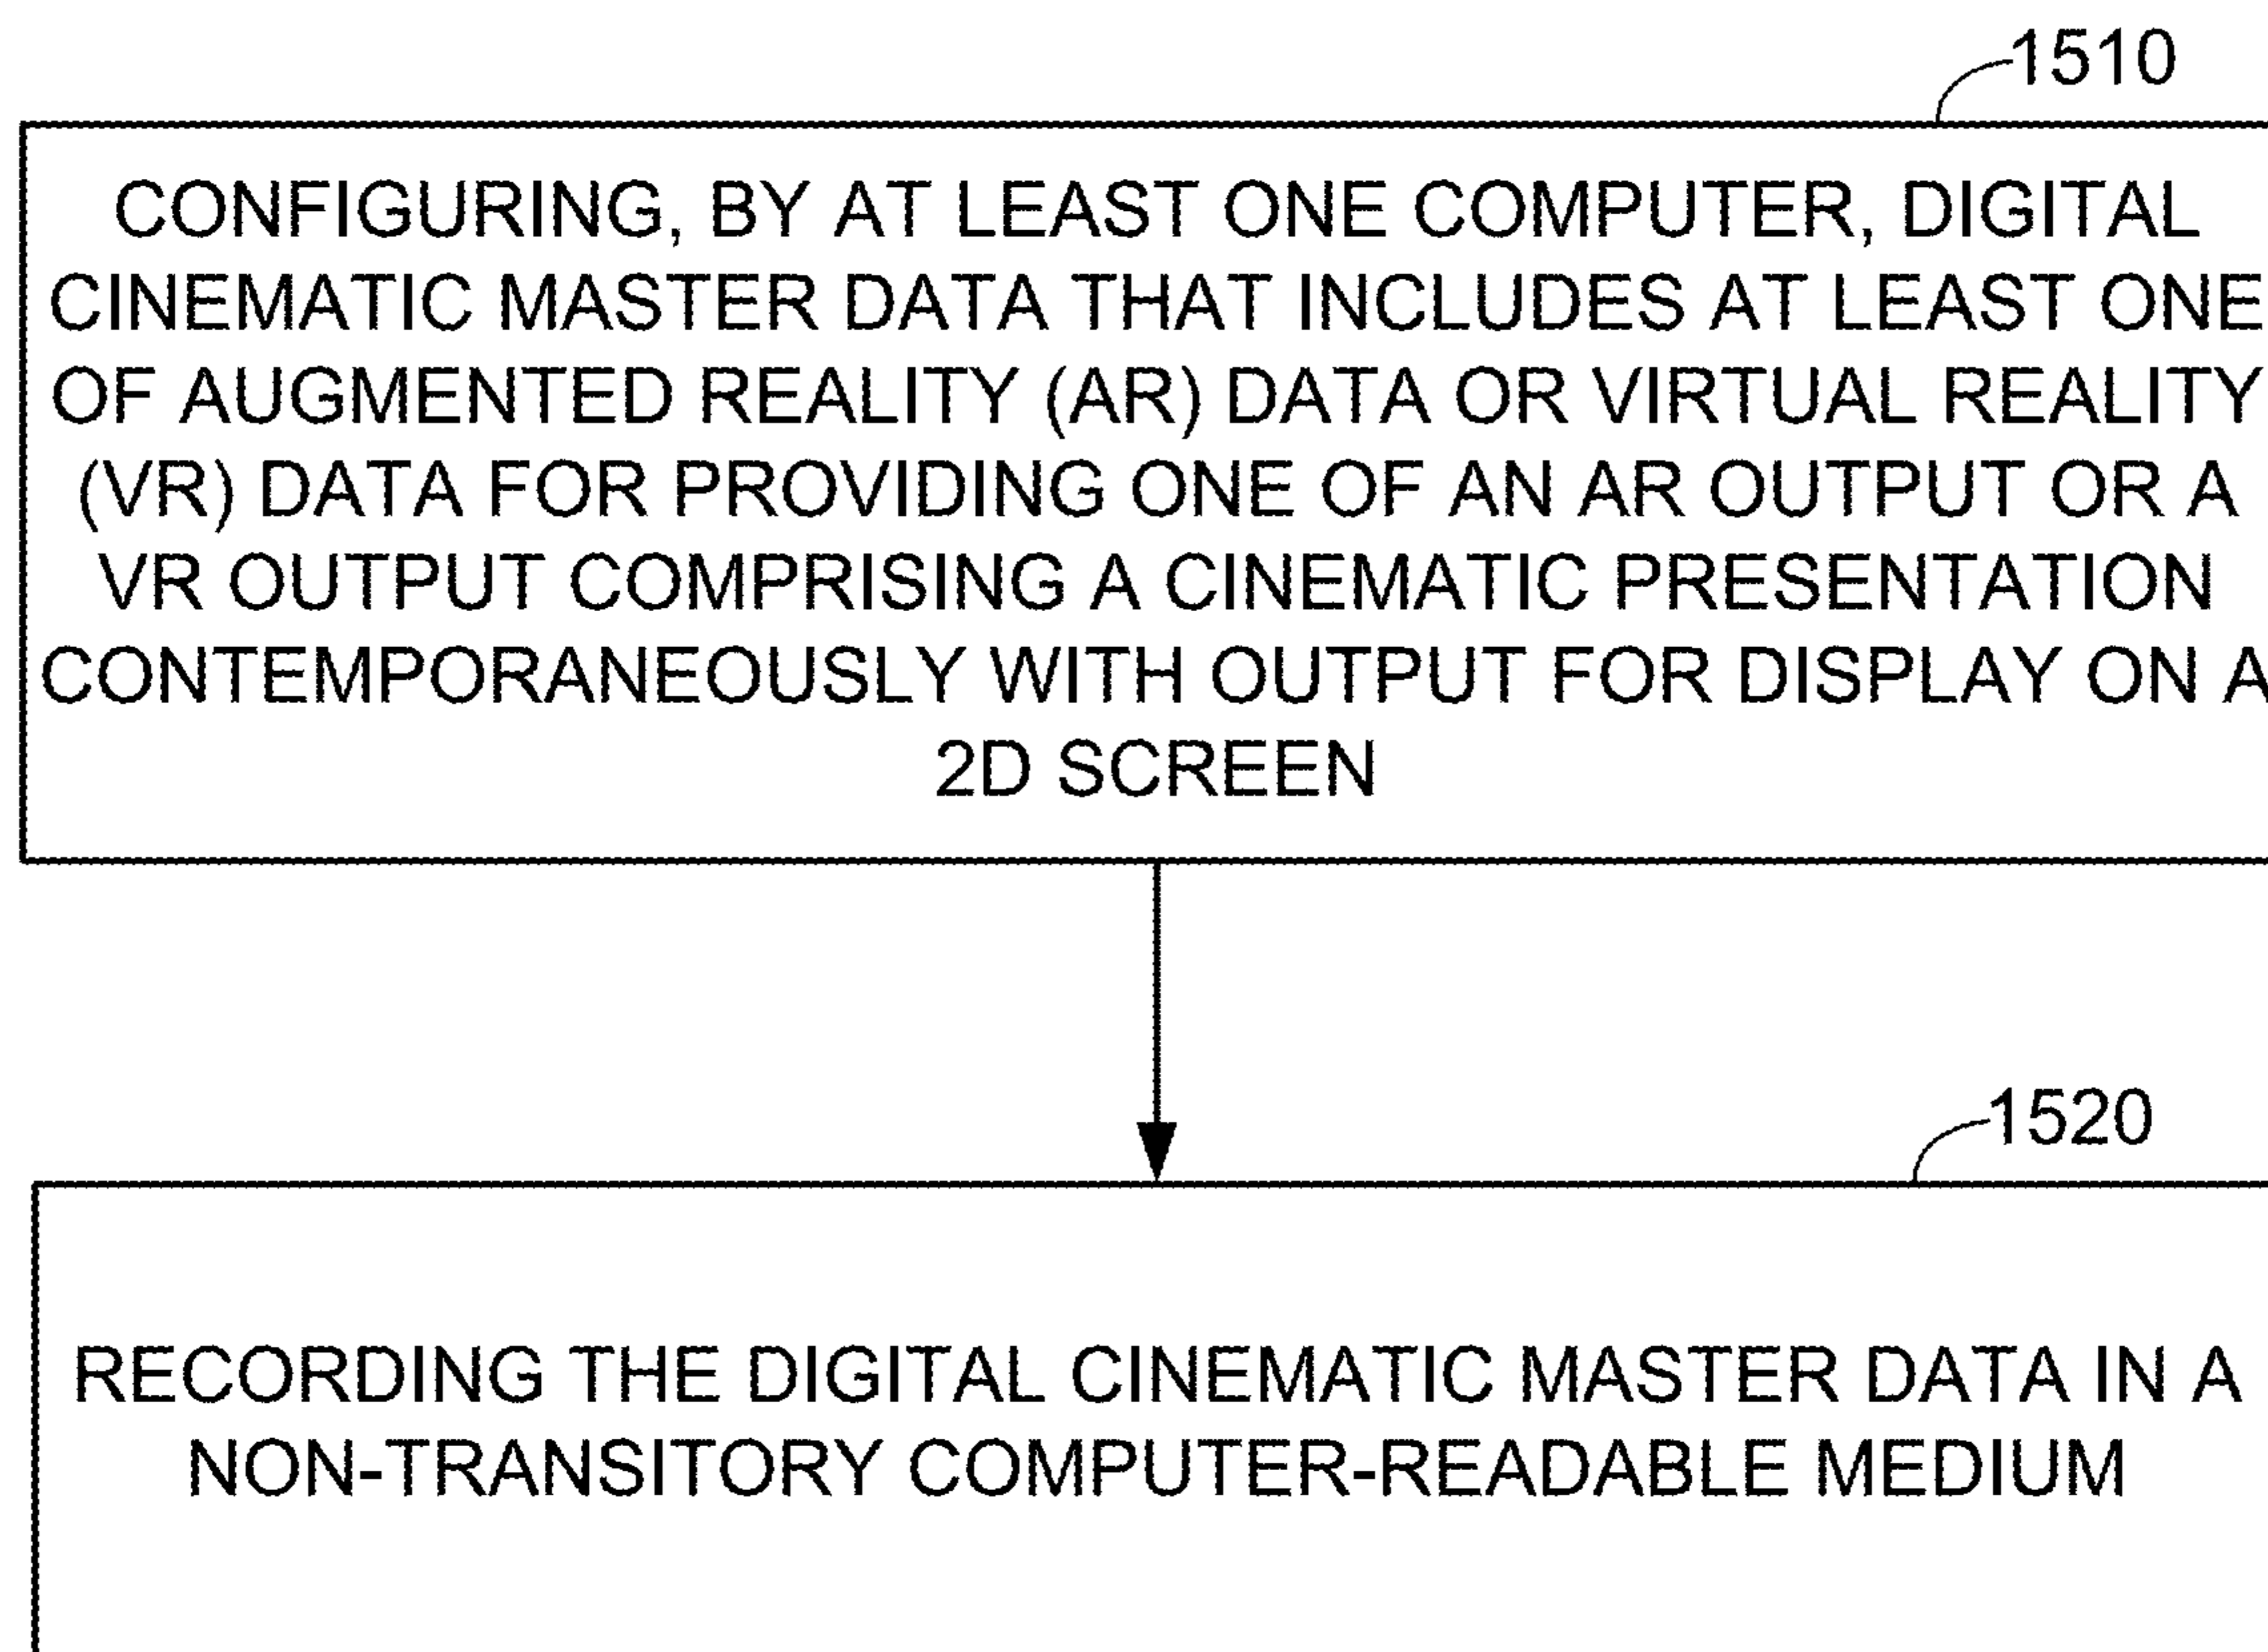 1510
CONFIGURING, BY AT LEAST ONE COMPUTER, DIGITAL
CINEMATIC MASTER DATA THAT INCLUDES AT LEAST ONE
OF AUGMENTED REALITY (AR) DATA OR VIRTUAL REALITY
(VR) DATA FOR PROVIDING ONE OF AN AR OUTPUT OR A
VR OUTPUT COMPRISING A CINEMATIC PRESENTATION
CONTEMPORANEOUSLY WITH OUTPUT FOR DISPLAY ON A
2D SCREEN
1520
RECORDING THE DIGITAL CINEMATIC MASTER DATA IN A
NON-TRANSITORY COMPUTER-READABLE MEDIUM